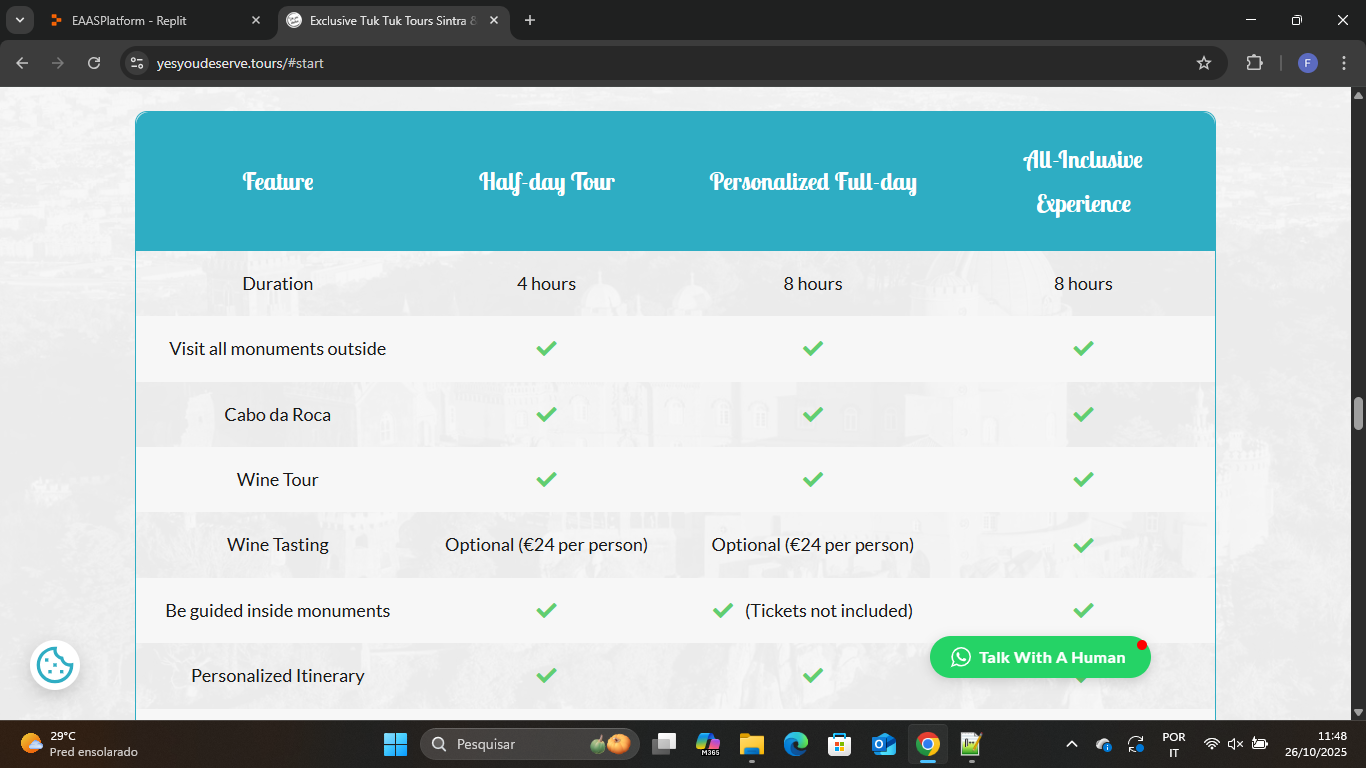 EAASPlatform - Replit
Exclusive Tuk Tuk Tours Sintra &
yesyoudeserve.tours/#start
F
Feature
Half-day Tour
Personalized Full-day
All-Inclusive
Experience
Duration
4 hours
8 hours
8 hours
Visit all monuments outside
Cabo da Roca
Wine Tour
Wine Tasting
Optional (€24 per person)
Optional (€24 per person)
Be guided inside monuments
(Tickets not included)
Personalized Itinerary
Talk With A Human
29°C
Pred ensolarado
Pesquisar
M365
POR
IT
11:48
26/10/2025